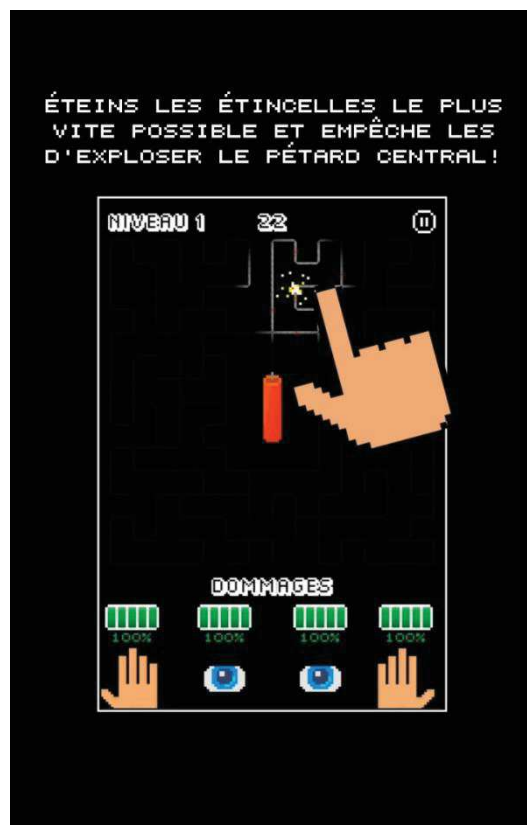 ÉTEINS LES ÉTINCELLES LE PLUS
VITE POSSIBLE ET EMPÊCHE LES
D'EXPLOSER LE PÉTARD CENTRAL!
NIVEAU 1 22
DOMMAGES
100% 100% 100% 100%